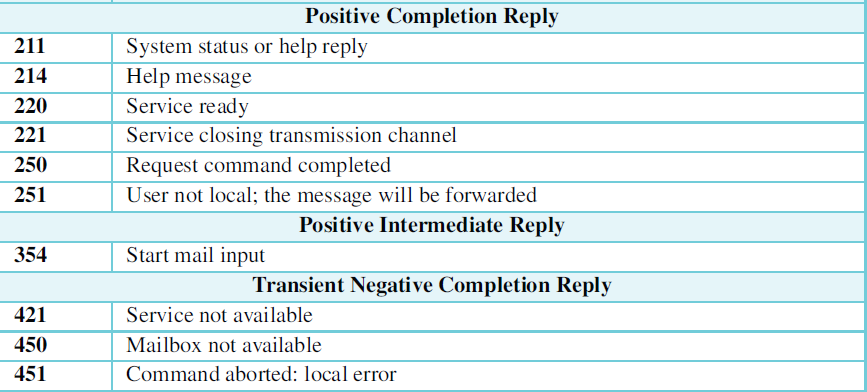 Positive Completion Reply
211 System status or help reply
214 Help message
220 Service ready
221 Service closing transmission channel
250 Request command completed
251 User not local; the message will be forwarded
Positive Intermediate Reply
354 Start mail input
Transient Negative Completion Reply
421 Service not available
450 Mailbox not available
451 Command aborted: local error